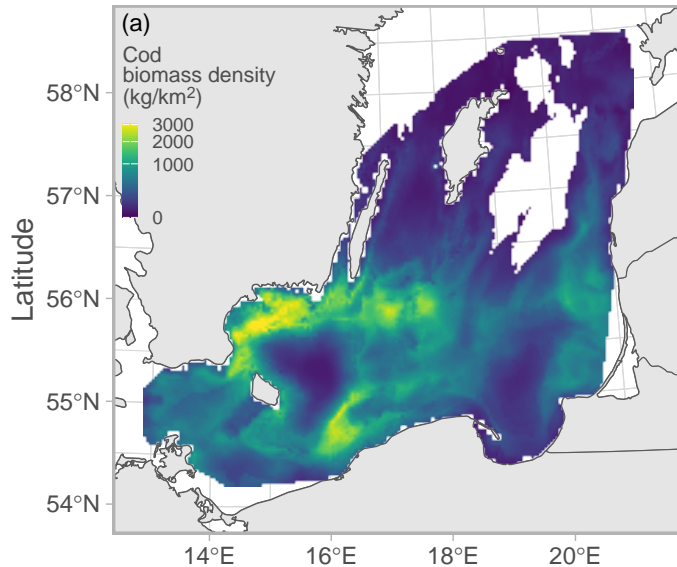 (a)
Cod
biomass density
(kg/km²)
3000
2000
1000
0
58°N
57°N
56°N
55°N
54°N
Latitude
14°E
16°E
18°E
20°E